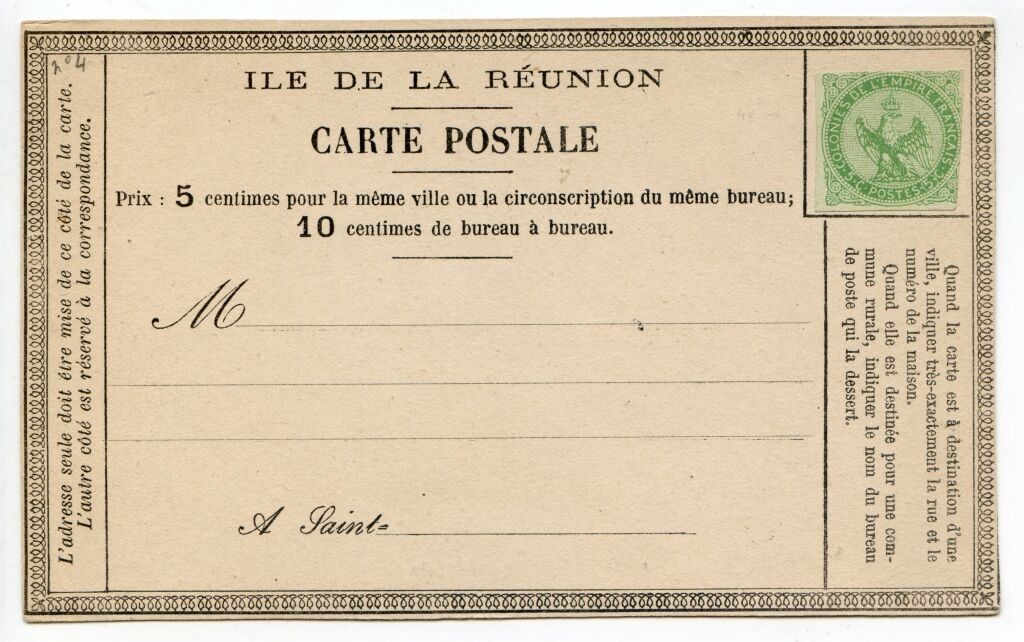 nº 4
L'adresse seule doit être mise de ce côté de la carte.
L'autre côté est réservé à la correspondance.
ILE DE LA RÉUNION
CARTE POSTALE
Prix : 5 centimes pour la même ville ou la circonscription du même bureau;
10 centimes de bureau à bureau.
M
A Saint-
COLONIES DE L'EMPIRE FRANÇAIS
5 C. POSTES 5 C.
Quand la carte est à destination d'une
ville, indiquer très-exactement la rue et le
numéro de la maison.
Quand elle est destinée pour une com-
mune rurale, indiquer le nom du bureau
de poste qui la dessert.